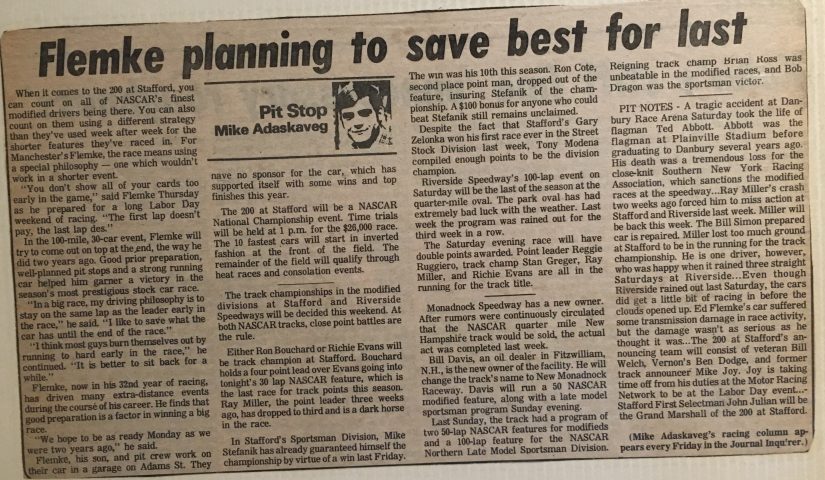 Flemke planning to save best for last
When it comes to the 200 at Stafford, you
can count on all of NASCAR's finest
modified drivers being there. You can also
count on them using a different strategy
than they've used week after week for the
shorter features they've raced in. For
Manchester's Flemke, the race means using
a special philosophy — one which wouldn't
work in a shorter event.
"You don't show all of your cards too
early in the game," said Flemke Thursday
as he prepared for a long Labor Day
weekend of racing. "The first lap doesn't
pay, the last lap des."
In the 100-mile, 30-car event, Flemke will
try to come out on top at the end, the way he
did two years ago. Good prior preparation,
well-planned pit stops and a strong running
car helped him garner a victory in the
season's most prestigious stock car race.
"In a big race, my driving philosophy is to
stay on the same lap as the leader early in
the race," he said. "I like to save what the
car has until the end of the race."
"I think most guys burn themselves out by
running to hard early in the race," he
continued. "It is better to sit back for a
while."
Flemke, now in his 32nd year of racing,
has driven many extra-distance events
during the course of his career. He finds that
good preparation is a factor in winning a big
race.
"We hope to be as ready Monday as we
were two years ago," he said.
Flemke, his son, and pit crew work on
their car in a garage on Adams St. They
Pit Stop
Mike Adaskaveg
nave no sponsor for the car, which has
supported itself with some wins and top
finishes this year.
The 200 at Stafford will be a NASCAR
National Championship event. Time trials
will be held at 1 p.m. for the $26,000 race.
The 10 fastest cars will start in inverted
fashion at the front of the field. The
remainder of the field will qualify through
heat races and consolation events.
The track championships in the modified
divisions at Stafford and Riverside
Speedways will be decided this weekend. At
both NASCAR tracks, close point battles are
the rule.
Either Ron Bouchard or Richie Evans will
be track champion at Stafford. Bouchard
holds a four point lead over Evans going into
tonight's 30 lap NASCAR feature, which is
the last race for track points this season.
Ray Miller, the point leader three weeks
ago, has dropped to third and is a dark horse
in the race.
In Stafford's Sportsman Division, Mike
Stefanik has already guaranteed himself the
championship by virtue of a win last Friday.
The win was his 10th this season. Ron Cote,
second place point man, dropped out of the
feature, insuring Stefanik of the cham-
pionship. A $100 bonus for anyone who could
beat Stefanik still remains unclaimed.
Despite the fact that Stafford's Gary
Zelonka won his first race ever in the Street
Stock Division last week, Tony Modena
compiled enough points to be the division
champion.
Riverside Speedway's 100-lap event on
Saturday will be the last of the season at the
quarter-mile oval. The park oval has had
extremely bad luck with the weather. Last
week the program was rained out for the
third week in a row.
The Saturday evening race will have
double points awarded. Point leader Reggie
Ruggiero, track champ Stan Greger, Ray
Miller, and Richie Evans are all in the
running for the track title.
Monadnock Speedway has a new owner.
After rumors were continuously circulated
that the NASCAR quarter mile New
Hampshire track would be sold, the actual
act was completed last week.
Bill Davis, an oil dealer in Fitzwilliam,
N.H., is the new owner of the facility. He will
change the track's name to New Monadnock
Raceway. Davis will run a 50 NASCAR
modified feature, along with a late model
sportsman program Sunday evening.
Last Sunday, the track had a program of
two 50-lap NASCAR features for modifieds
and a 100-lap feature for the NASCAR
Northern Late Model Sportsman Division.
Reigning track champ Brian Ross was
unbeatable in the modified races, and Bob
Dragon was the sportsman victor.
PIT NOTES - A tragic accident at Dan-
bury Race Arena Saturday took the life of
flagman Ted Abbott. Abbott was the
flagman at Plainville Stadium before
graduating to Danbury several years ago.
His death was a tremendous loss for the
close-knit Southern New York Racing
Association, which sanctions the modified
races at the speedway...Ray Miller's crash
two weeks ago forced him to miss action at
Stafford and Riverside last week. Miller will
be back this week. The Bill Simon prepared
car is repaired. Miller lost too much ground
at Stafford to be in the running for the track
championship. He is one driver, however,
who was happy when it rained three straight
Saturdays at Riverside...Even though
Riverside rained out last Saturday, the cars
did get a little bit of racing in before the
clouds opened up. Ed Flemke's car suffered
some transmission damage in race activity,
but the damage wasn't as serious as he
thought it was...The 200 at Stafford's an-
nouncing team will consist of veteran Bill
Welch, Vernon's Ben Dodge, and former
track announcer Mike Joy. Joy is taking
time off from his duties at the Motor Racing
Network to be at the Labor Day event...
Stafford First Selectman John Julian will be
the Grand Marshall of the 200 at Stafford.
(Mike Adaskaveg's racing column ap-
pears every Friday in the Journal Inquirer.)